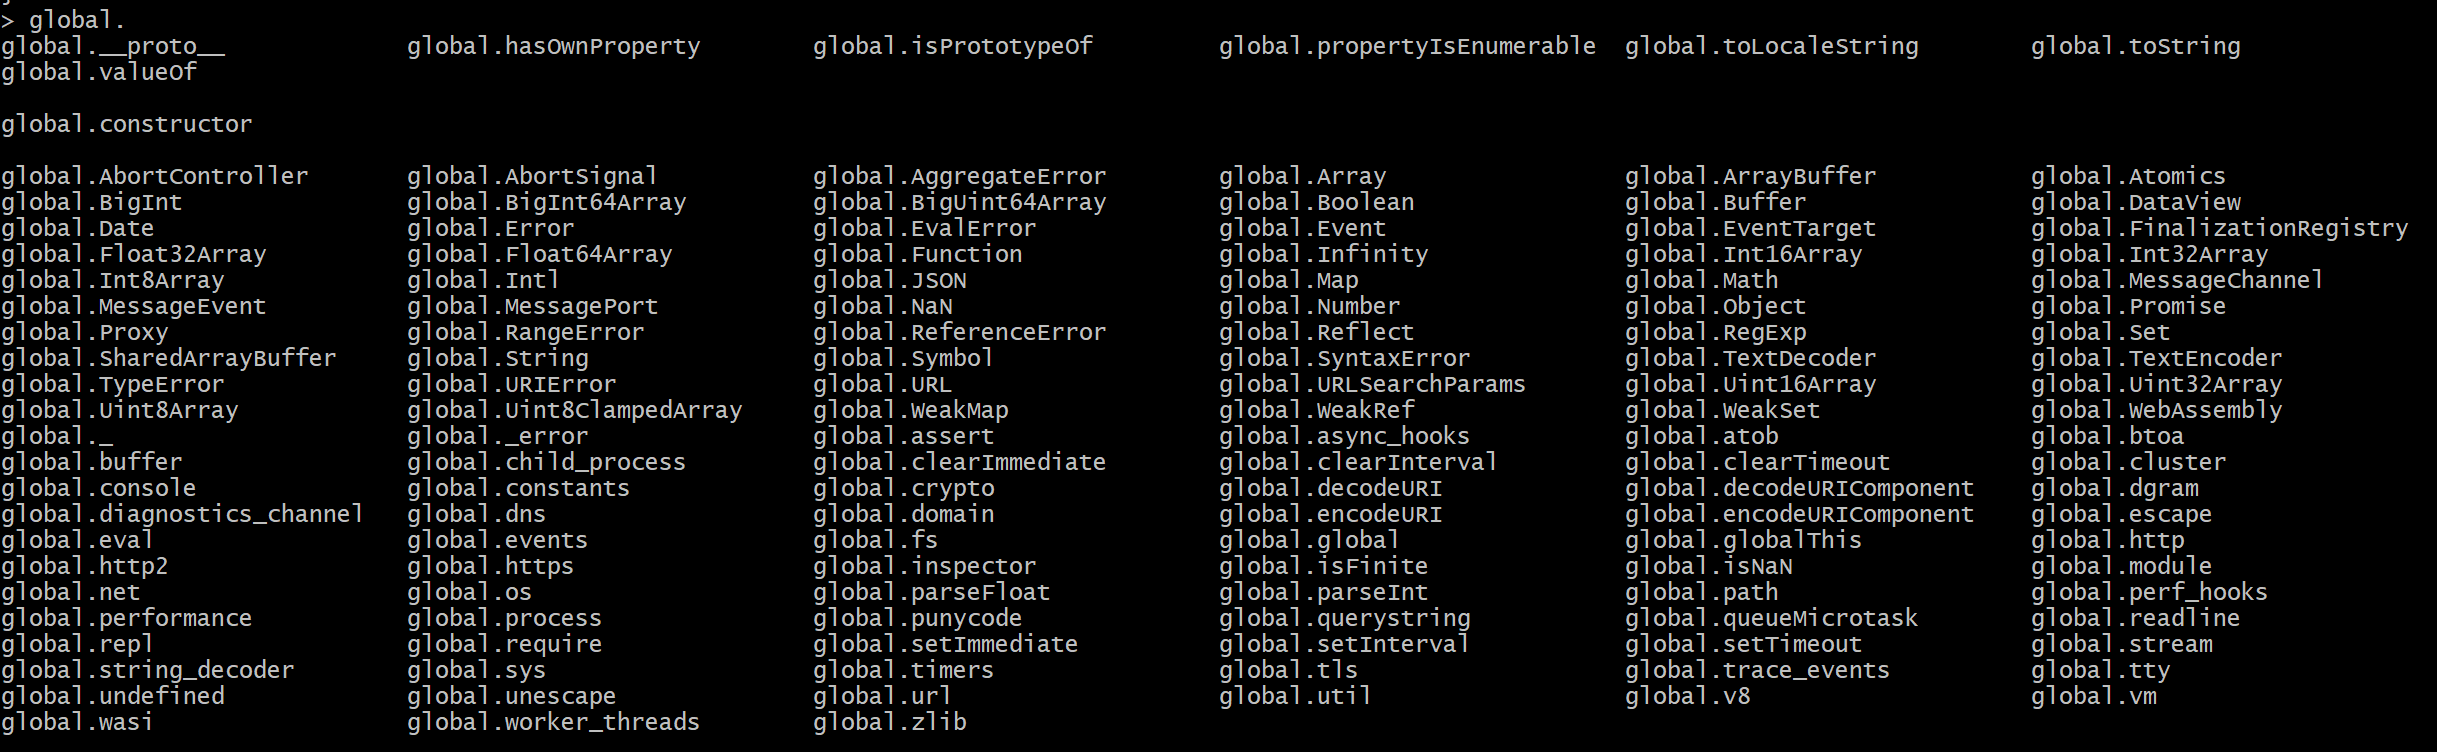 > global.
global.__proto__ global.hasOwnProperty global.isPrototypeOf global.propertyIsEnumerable global.toLocaleString global.toString
global.valueOf
global.constructor
global.AbortController global.AbortSignal global.AggregateError global.Array global.ArrayBuffer global.Atomics
global.BigInt global.BigInt64Array global.BigUint64Array global.Boolean global.Buffer global.DataView
global.Date global.Error global.EvalError global.Event global.EventTarget global.FinalizationRegistry
global.Float32Array global.Float64Array global.Function global.Infinity global.Int16Array global.Int32Array
global.Int8Array global.Intl global.JSON global.Map global.Math global.MessageChannel
global.MessageEvent global.MessagePort global.NaN global.Number global.Object global.Promise
global.Proxy global.RangeError global.ReferenceError global.Reflect global.RegExp global.Set
global.SharedArrayBuffer global.String global.Symbol global.SyntaxError global.TextDecoder global.TextEncoder
global.TypeError global.URIError global.URL global.URLSearchParams global.Uint16Array global.Uint32Array
global.Uint8Array global.Uint8ClampedArray global.WeakMap global.WeakRef global.WeakSet global.WebAssembly
global._ global._error global.assert global.async_hooks global.atob global.btoa
global.buffer global.child_process global.clearImmediate global.clearInterval global.clearTimeout global.cluster
global.console global.constants global.crypto global.decodeURI global.decodeURIComponent global.dgram
global.diagnostics_channel global.dns global.domain global.encodeURI global.encodeURIComponent global.escape
global.eval global.events global.fs global.global global.globalThis global.http
global.http2 global.https global.inspector global.isFinite global.isNaN global.module
global.net global.os global.parseFloat global.parseInt global.path global.perf_hooks
global.performance global.process global.punycode global.querystring global.queueMicrotask global.readline
global.repl global.require global.setImmediate global.setInterval global.setTimeout global.stream
global.string_decoder global.sys global.timers global.tls global.trace_events global.tty
global.undefined global.unescape global.url global.util global.v8 global.vm
global.wasi global.worker_threads global.zlib